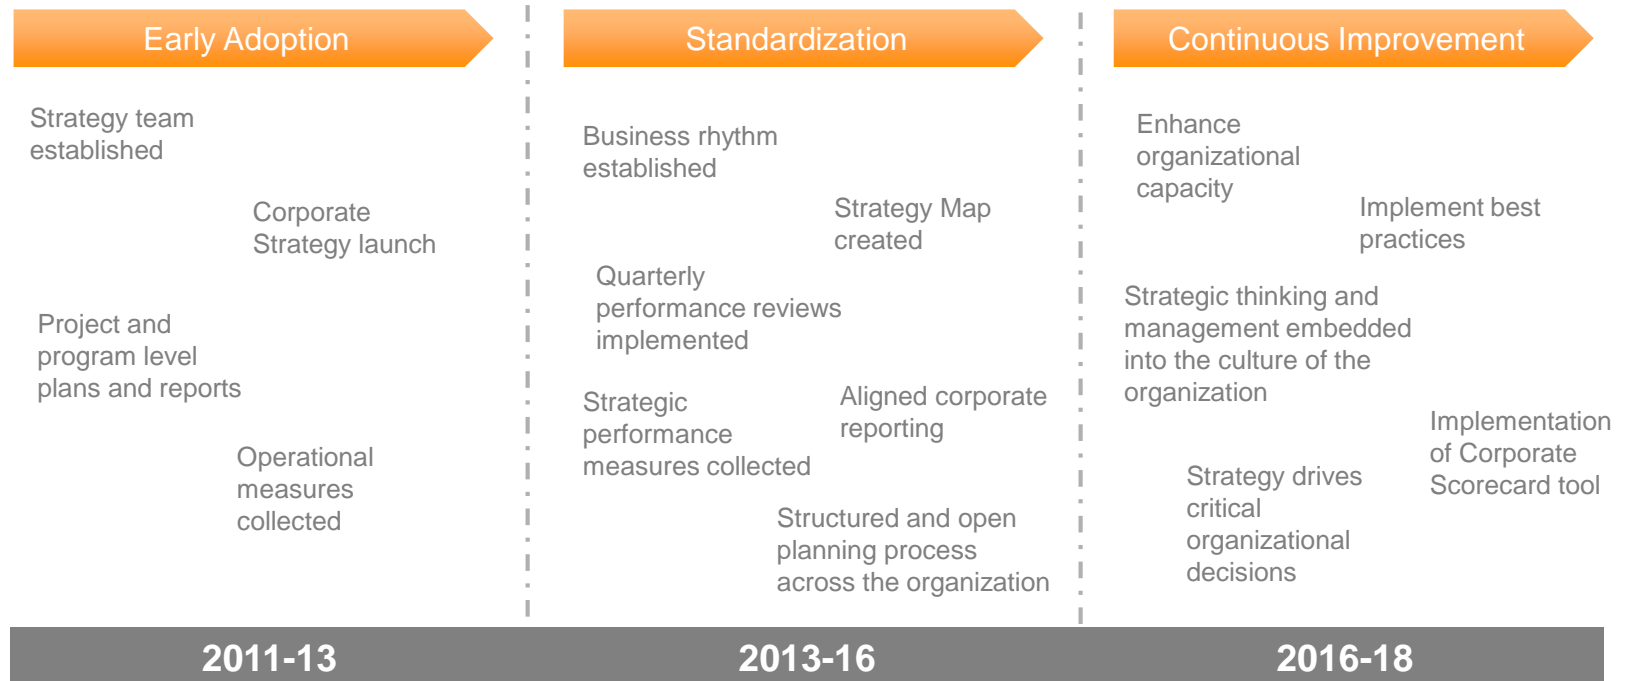 Early Adoption
Strategy team
established
Corporate
Strategy launch
Project and
program level
plans and reports
Operational
measures
collected
2011-13
Standardization
Business rhythm
established
Strategy Map
created
Quarterly
performance reviews
implemented
Strategic
performance
measures collected
Aligned corporate
reporting
Structured and open
planning process
across the organization
2013-16
Continuous Improvement
Enhance
organizational
capacity
Implement best
practices
Strategic thinking and
management embedded
into the culture of the
organization
Implementation
of Corporate
Scorecard tool
Strategy drives
critical
organizational
decisions
2016-18